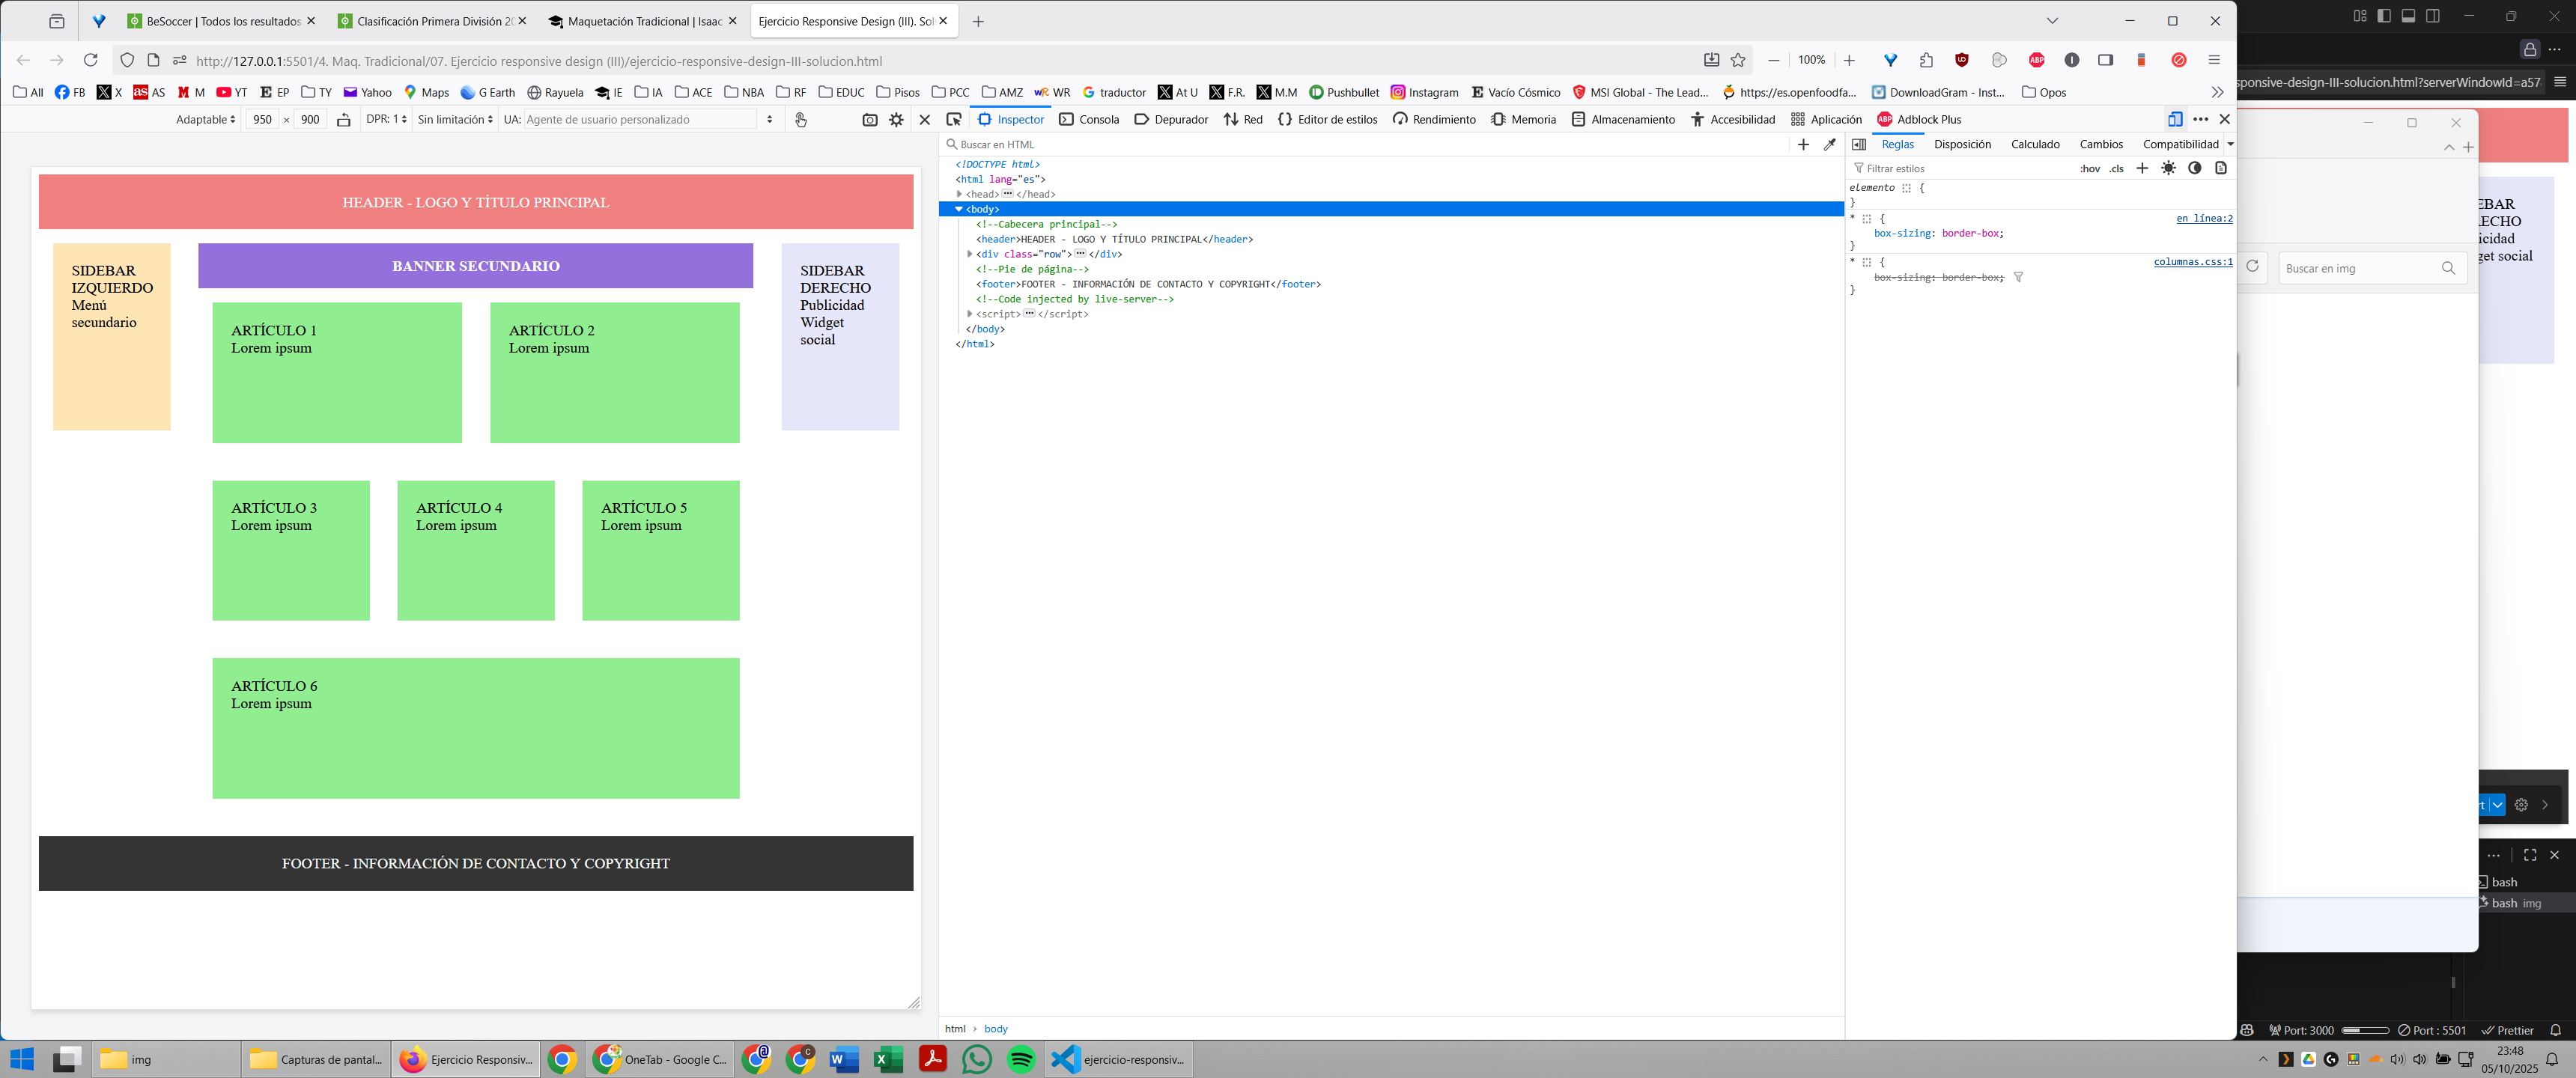 BeSoccer | Todos los resultados
Clasificación Primera División 20
Maquetación Tradicional | Isaac
Ejercicio Responsive Design (III). Sol
http://127.0.0.1:5501/4. Maq. Tradicional/07. Ejercicio responsive design (III)/ejercicio-responsive-design-III-solucion.html
100%
All FB X AS M YT EP TY Yahoo Maps G Earth Rayuela IE IA ACE NBA RF EDUC Pisos PCC AMZ WR traductor At U F.R. M.M Pushbullet Instagram Vacío Cósmico MSI Global - The Lead... https://es.openfoodfa... DownloadGram - Inst... Opos
Adaptable 950 × 900 DPR: 1 Sin limitación UA: Agente de usuario personalizado
Inspector Consola Depurador Red Editor de estilos Rendimiento Memoria Almacenamiento Accesibilidad Aplicación Adblock Plus
HEADER - LOGO Y TÍTULO PRINCIPAL
SIDEBAR
IZQUIERDO
Menú
secundario
BANNER SECUNDARIO
SIDEBAR
DERECHO
Publicidad
Widget
social
ARTÍCULO 1
Lorem ipsum
ARTÍCULO 2
Lorem ipsum
ARTÍCULO 3
Lorem ipsum
ARTÍCULO 4
Lorem ipsum
ARTÍCULO 5
Lorem ipsum
ARTÍCULO 6
Lorem ipsum
FOOTER - INFORMACIÓN DE CONTACTO Y COPYRIGHT
Buscar en HTML
<!DOCTYPE html>
<html lang="es">
<head>···</head>
<body>
<!--Cabecera principal-->
<header>HEADER - LOGO Y TÍTULO PRINCIPAL</header>
<div class="row">···</div>
<!--Pie de página-->
<footer>FOOTER - INFORMACIÓN DE CONTACTO Y COPYRIGHT</footer>
<!--Code injected by live-server-->
<script>···</script>
</body>
</html>
html › body
Reglas Disposición Calculado Cambios Compatibilidad
Filtrar estilos :hov .cls
elemento {
}
* { en línea:2
box-sizing: border-box;
}
* { columnas.css:1
box-sizing: border-box;
}
sponsive-design-III-solucion.html?serverWindowId=a57
EBAR
ECHO
icidad
get social
Buscar en img
bash
bash img
Port: 3000 Port : 5501 Prettier
img
Capturas de pantal...
Ejercicio Responsiv...
OneTab - Google C...
ejercicio-responsiv...
23:48
05/10/2025